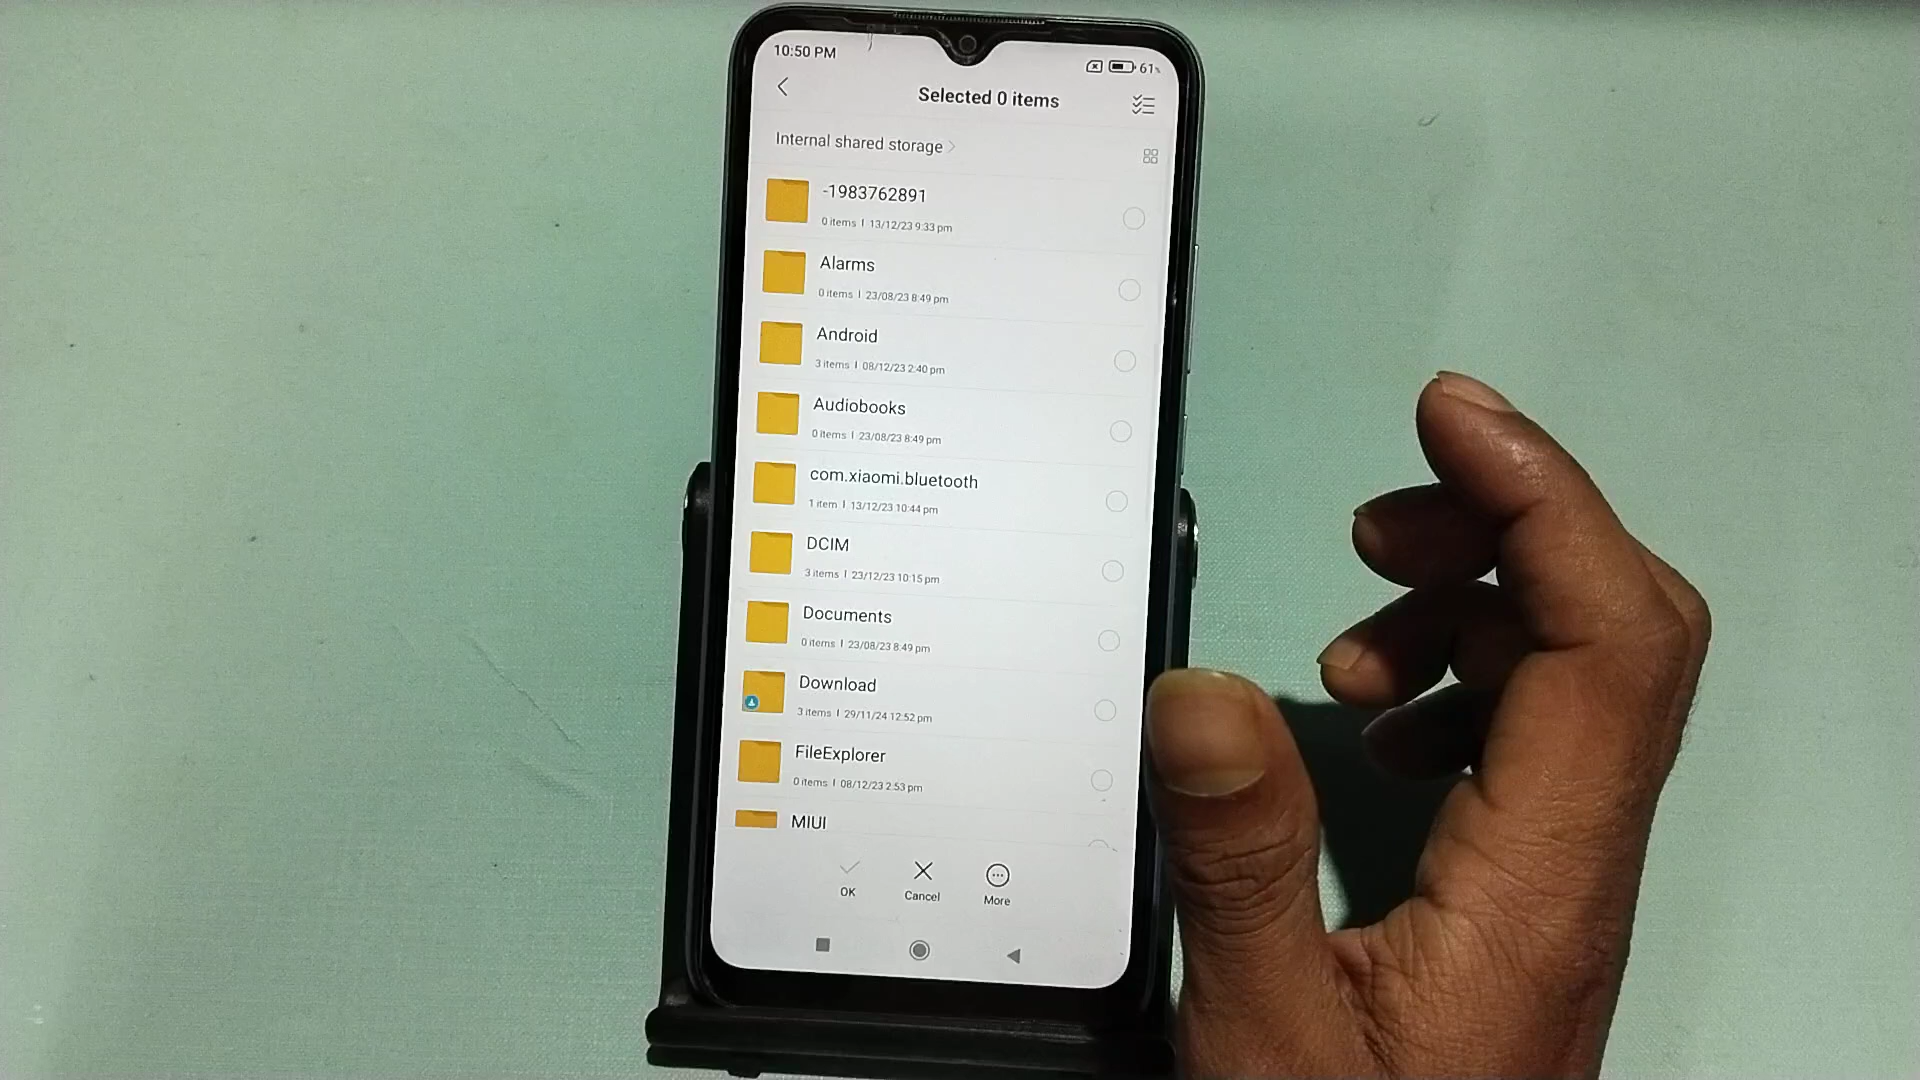 10:50 PM
61%
Selected 0 items
Internal shared storage
-1983762891
0 items | 13/12/23 9:33 pm
Alarms
0 items | 23/08/23 8:49 pm
Android
3 items | 08/12/23 2:40 pm
Audiobooks
0 items | 23/08/23 8:49 pm
com.xiaomi.bluetooth
1 item | 13/12/23 10:44 pm
DCIM
3 items | 23/12/23 10:15 pm
Documents
0 items | 23/08/23 8:49 pm
Download
3 items | 29/11/24 12:52 pm
FileExplorer
0 items | 08/12/23 2:53 pm
MIUI
OK
Cancel
More